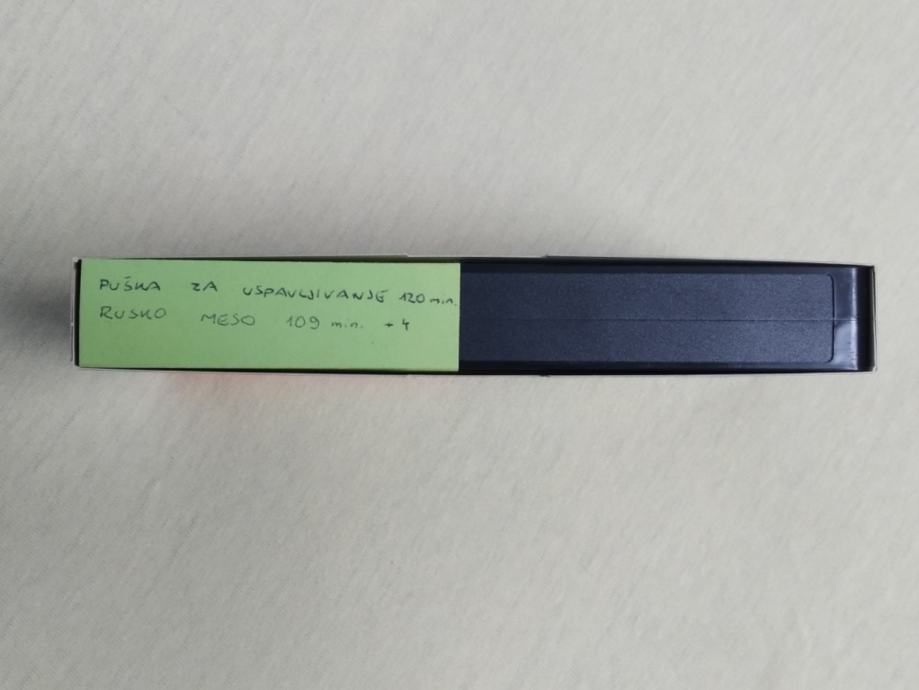 PUŠKA ZA USPAVLJIVANJE 120 min.
RUSKO MESO 109 min. + 4